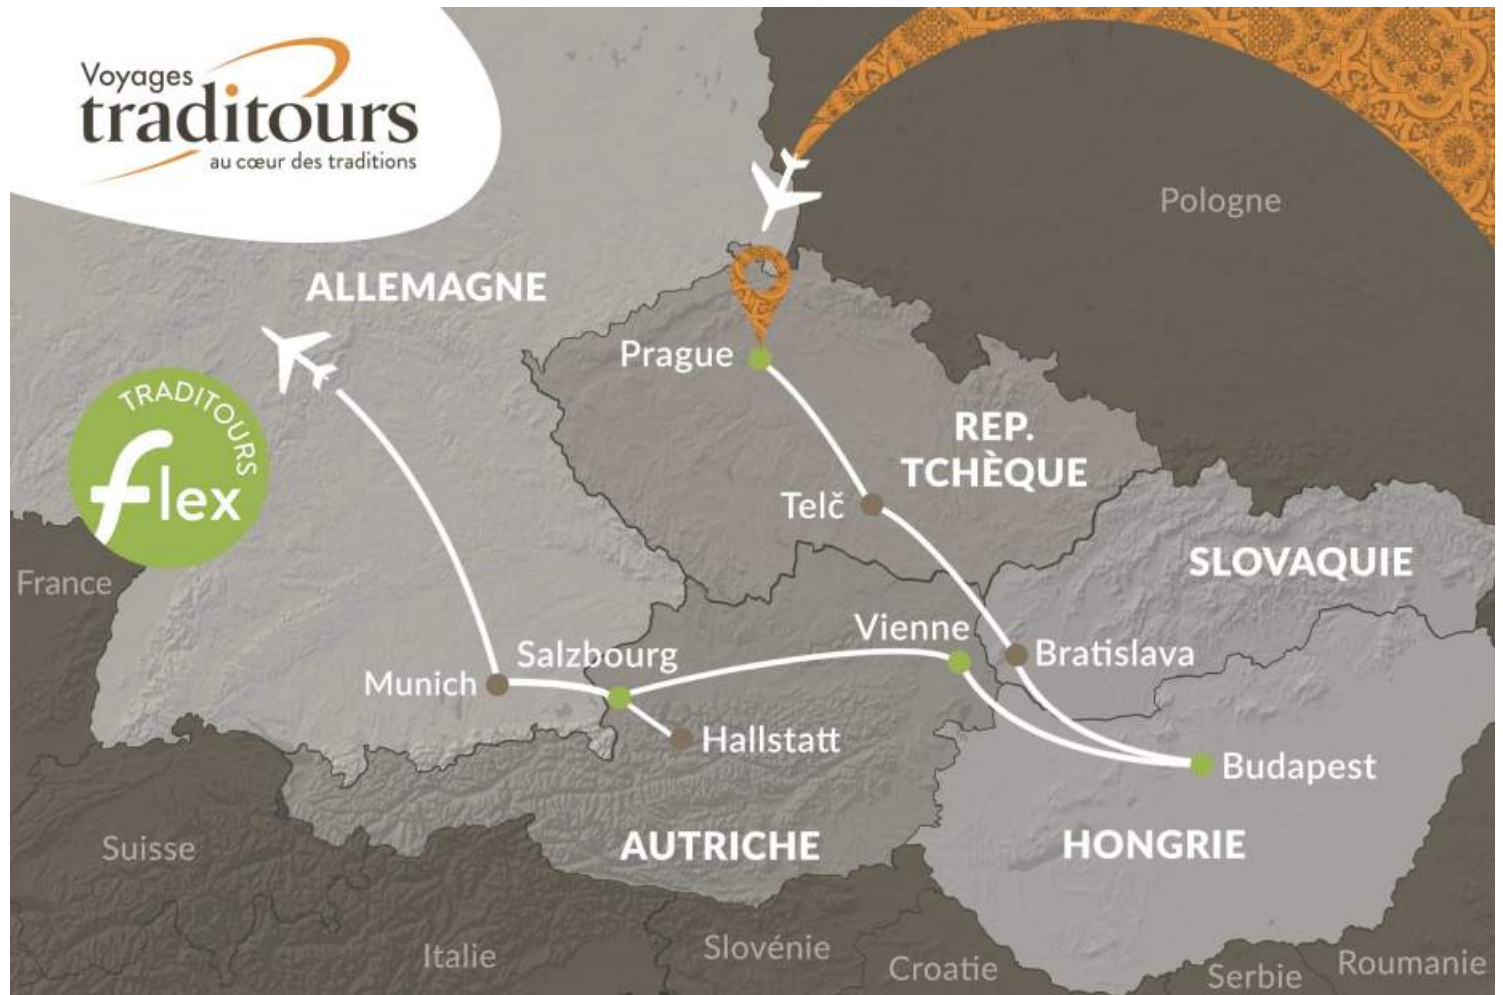 Voyages
traditours
au cœur des traditions
Pologne
ALLEMAGNE
Prague
TRADITOURS
flex
REP.
TCHÈQUE
Telč
SLOVAQUIE
France
Vienne
Salzbourg
Bratislava
Munich
Hallstatt
Budapest
Suisse
AUTRICHE
HONGRIE
Italie
Slovénie
Croatie
Serbie
Roumanie